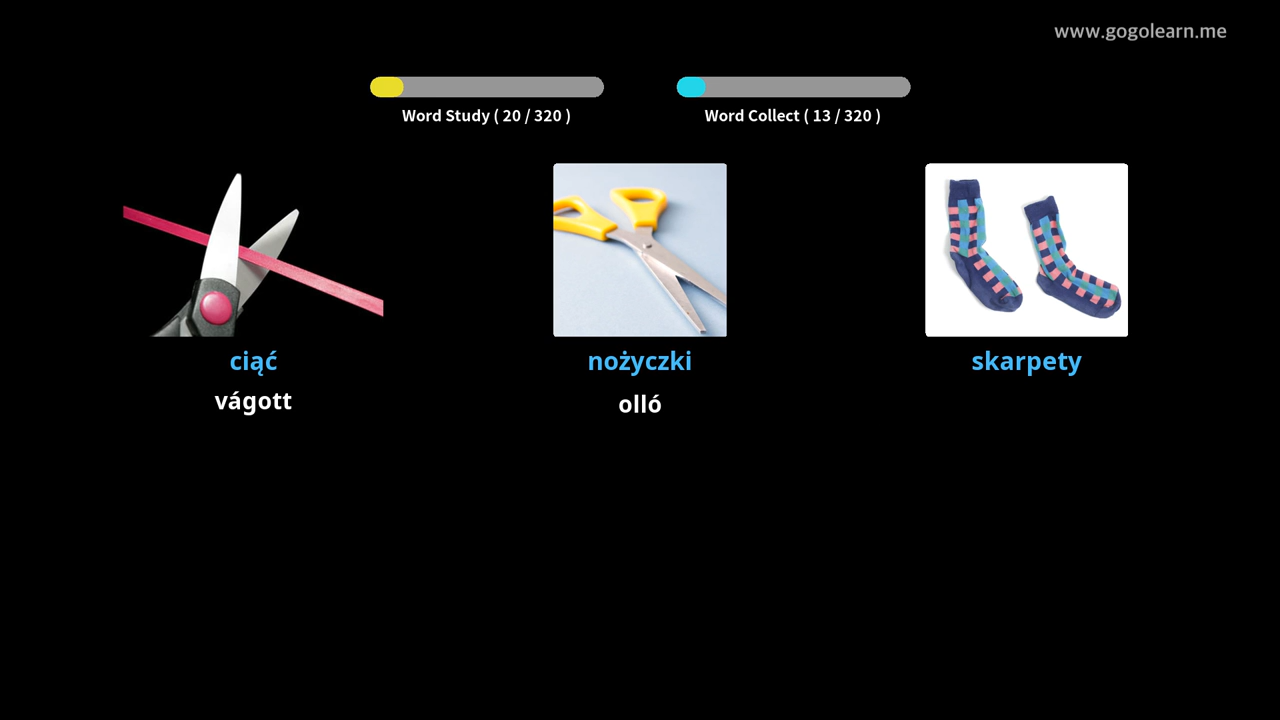 www.gogolearn.me
Word Study ( 20 / 320 )
Word Collect ( 13 / 320 )
ciąć
nożyczki
skarpety
vágott
olló